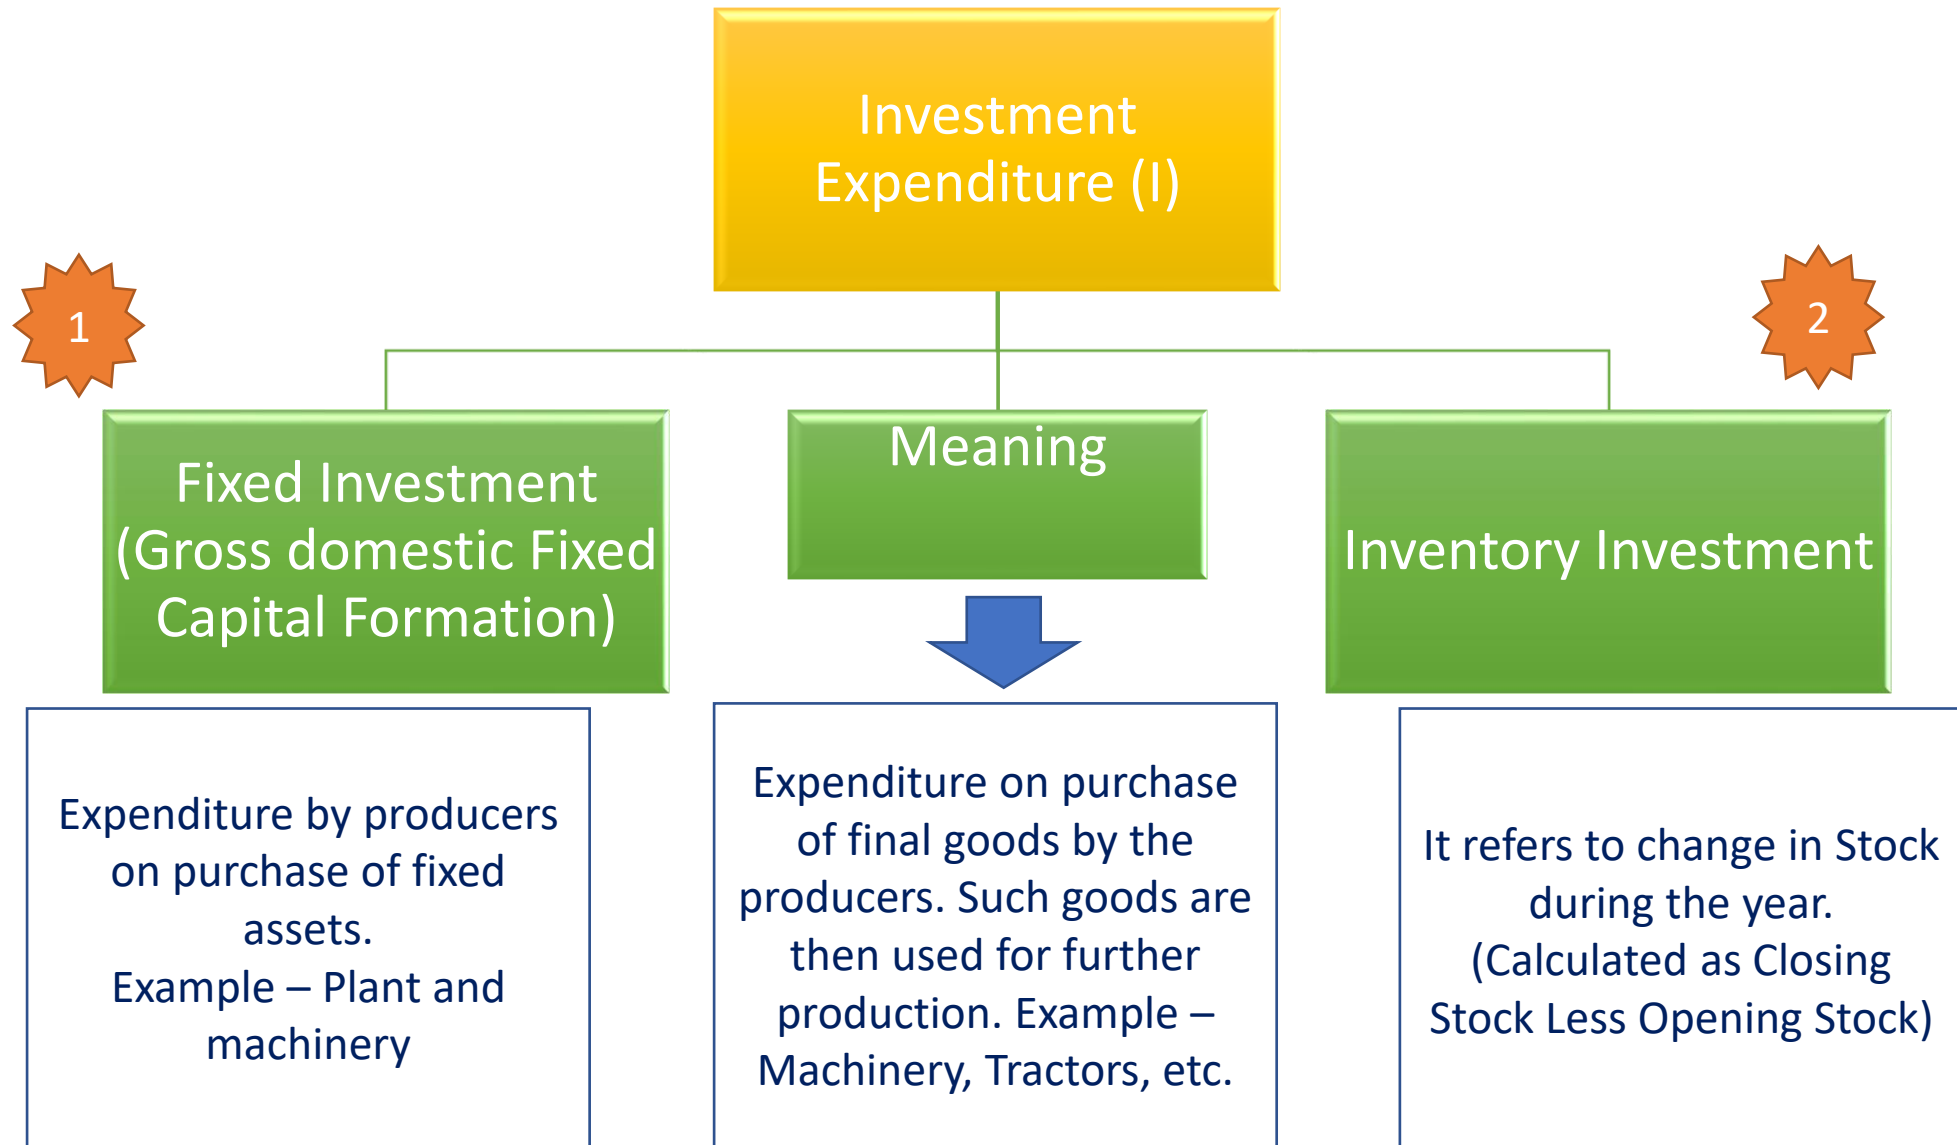 Investment
Expenditure (I)
1
2
Fixed Investment
(Gross domestic Fixed
Capital Formation)
Meaning
Inventory Investment
Expenditure by producers
on purchase of fixed
assets.
Example – Plant and
machinery
Expenditure on purchase
of final goods by the
producers. Such goods are
then used for further
production. Example –
Machinery, Tractors, etc.
It refers to change in Stock
during the year.
(Calculated as Closing
Stock Less Opening Stock)